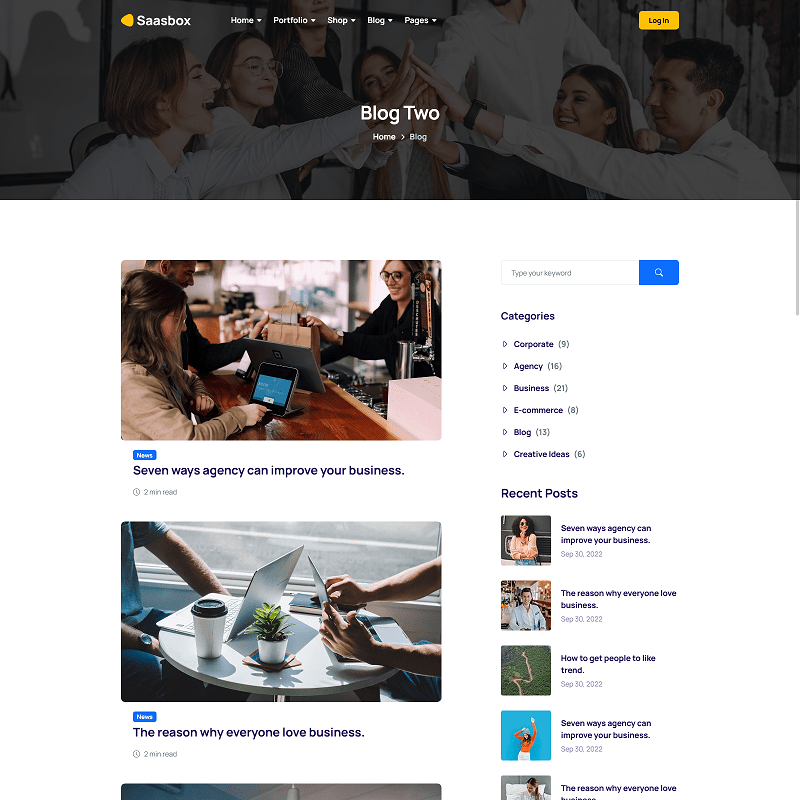 Saasbox
Home Portfolio Shop Blog Pages
Log In
Blog Two
Home > Blog
News
Seven ways agency can improve your business.
2 min read
News
The reason why everyone love business.
2 min read
Type your keyword
Categories
Corporate (9)
Agency (16)
Business (21)
E-commerce (8)
Blog (13)
Creative Ideas (6)
Recent Posts
Seven ways agency can
improve your business.
Sep 30, 2022
The reason why everyone love
business.
Sep 30, 2022
How to get people to like
trend.
Sep 30, 2022
Seven ways agency can
improve your business.
Sep 30, 2022
The reason why everyone love
business.